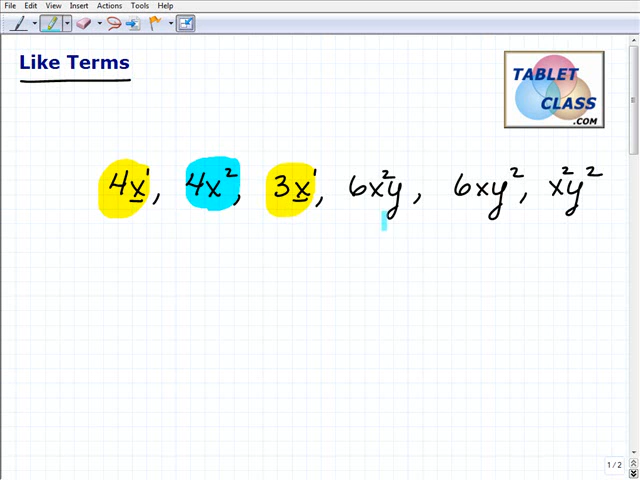 File Edit View Insert Actions Tools Help
Like Terms
TABLET
CLASS
.COM
4x¹, 4x², 3x¹, 6x²y, 6xy², x²y²
1/2